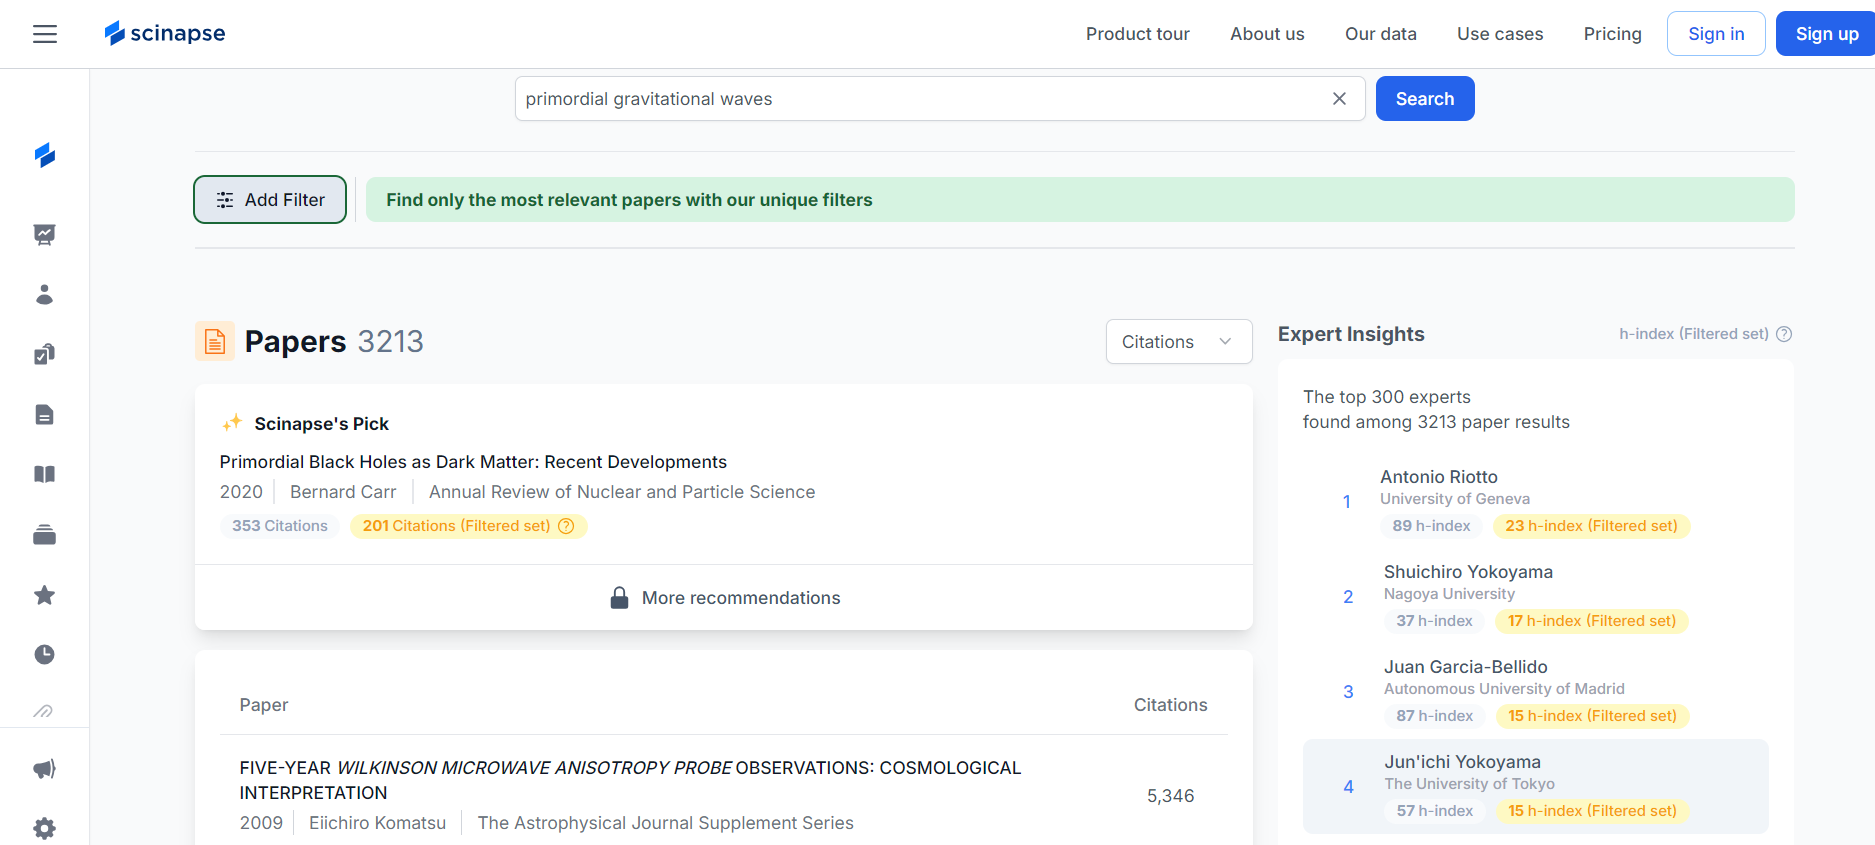 scinapse
Product tour
About us
Our data
Use cases
Pricing
Sign in
Sign up
primordial gravitational waves
Search
Add Filter
Find only the most relevant papers with our unique filters
Papers 3213
Citations
Scinapse's Pick
Primordial Black Holes as Dark Matter: Recent Developments
2020 Bernard Carr Annual Review of Nuclear and Particle Science
353 Citations 201 Citations (Filtered set) ?
More recommendations
Paper Citations
FIVE-YEAR WILKINSON MICROWAVE ANISOTROPY PROBE OBSERVATIONS: COSMOLOGICAL
INTERPRETATION
5,346
2009 Eiichiro Komatsu The Astrophysical Journal Supplement Series
Expert Insights
h-index (Filtered set) ?
The top 300 experts
found among 3213 paper results
1
Antonio Riotto
University of Geneva
89 h-index 23 h-index (Filtered set)
2
Shuichiro Yokoyama
Nagoya University
37 h-index 17 h-index (Filtered set)
3
Juan Garcia-Bellido
Autonomous University of Madrid
87 h-index 15 h-index (Filtered set)
4
Jun'ichi Yokoyama
The University of Tokyo
57 h-index 15 h-index (Filtered set)